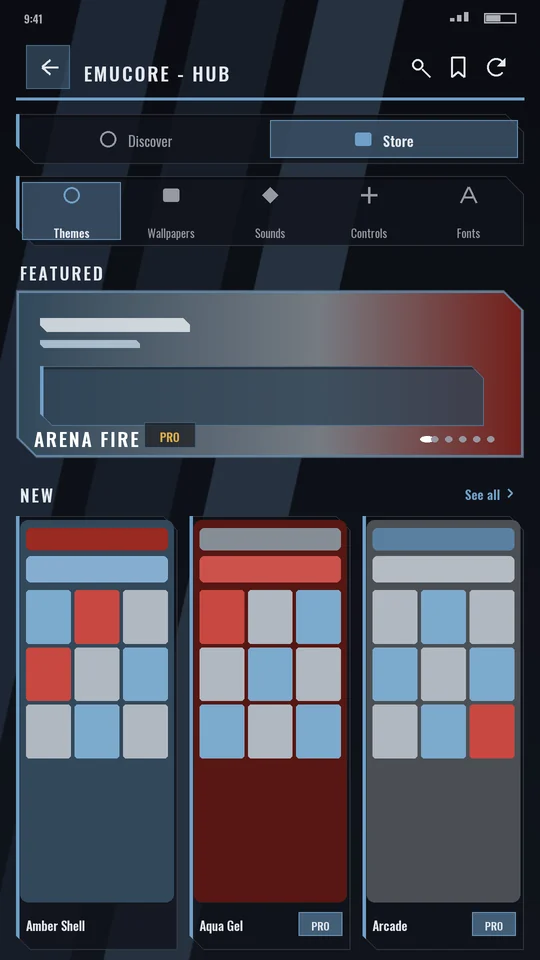 9:41
EMUCORE - HUB
Discover
Store
Themes
Wallpapers
Sounds
Controls
Fonts
FEATURED
ARENA FIRE
PRO
NEW
See all
Amber Shell
Aqua Gel
PRO
Arcade
PRO